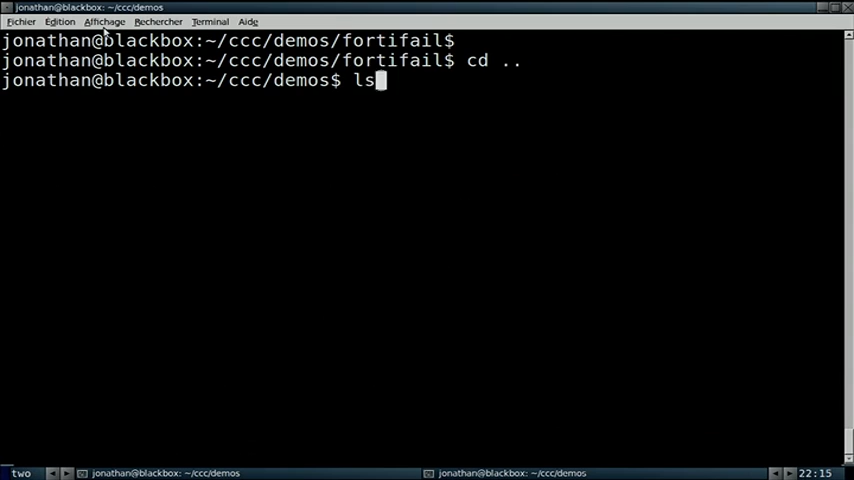 jonathan@blackbox: ~/ccc/demos
Fichier Édition Affichage Rechercher Terminal Aide
jonathan@blackbox:~/ccc/demos/fortifail$
jonathan@blackbox:~/ccc/demos/fortifail$ cd ..
jonathan@blackbox:~/ccc/demos$ ls
two jonathan@blackbox: ~/ccc/demos jonathan@blackbox: ~/ccc/demos 22:15